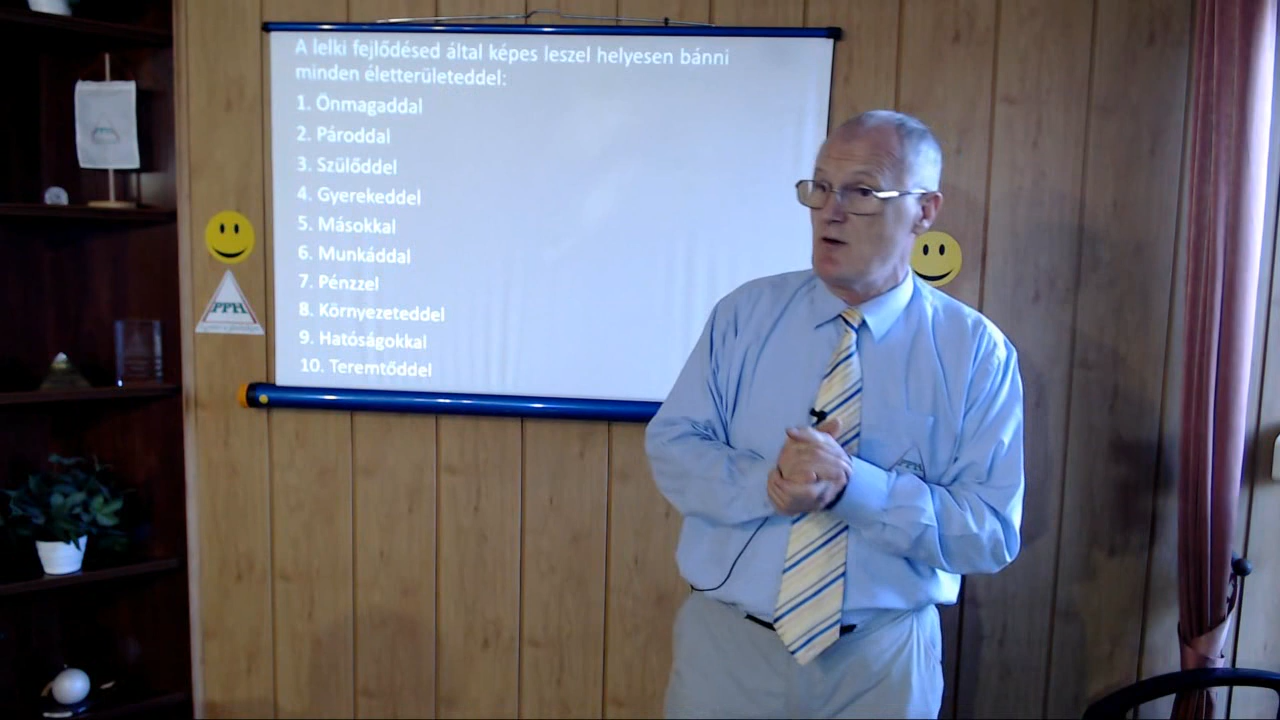 A lelki fejlődésed által képes leszel helyesen bánni
minden életterületeddel:
1. Önmagaddal
2. Pároddal
3. Szülőddel
4. Gyerekeddel
5. Másokkal
6. Munkáddal
7. Pénzzel
8. Környezeteddel
9. Hatóságokkal
10. Teremtőddel
PPH